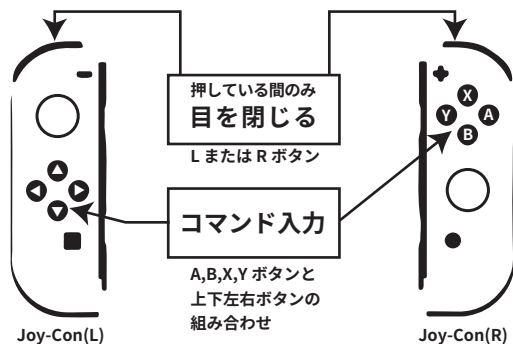 押している間のみ
目を閉じる
L または R ボタン
X
Y
A
B
コマンド入力
A,B,X,Y ボタンと
上下左右ボタンの
組み合わせ
Joy-Con(L)
Joy-Con(R)